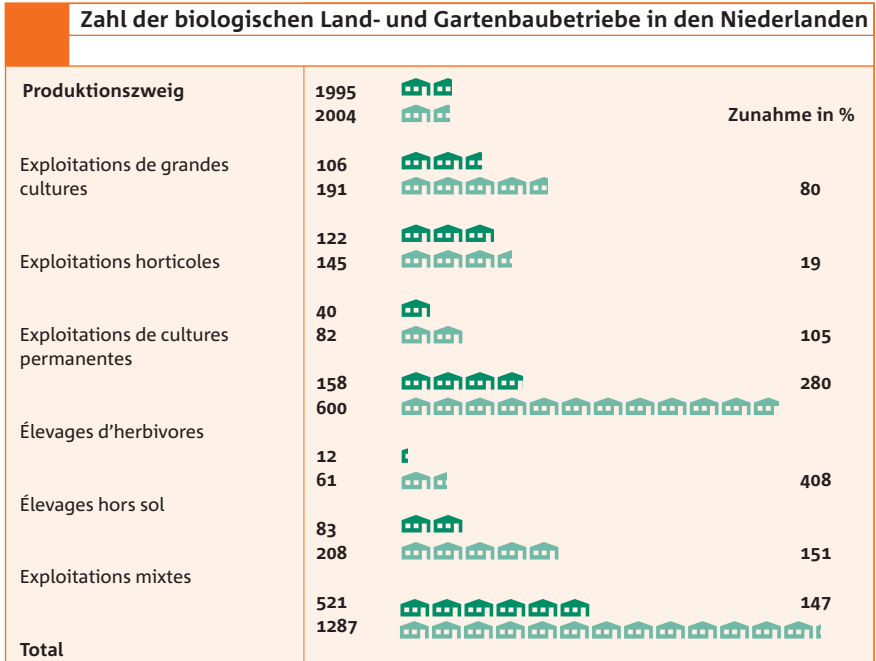 Zahl der biologischen Land- und Gartenbaubetriebe in den Niederlanden
Produktionszweig
1995
2004
Zunahme in %
Exploitations de grandes
cultures
106
191
80
122
Exploitations horticoles
145
19
40
Exploitations de cultures
permanentes
82
105
158
280
600
Élevages d'herbivores
12
61
408
Élevages hors sol
83
208
151
Exploitations mixtes
521
147
1287
Total